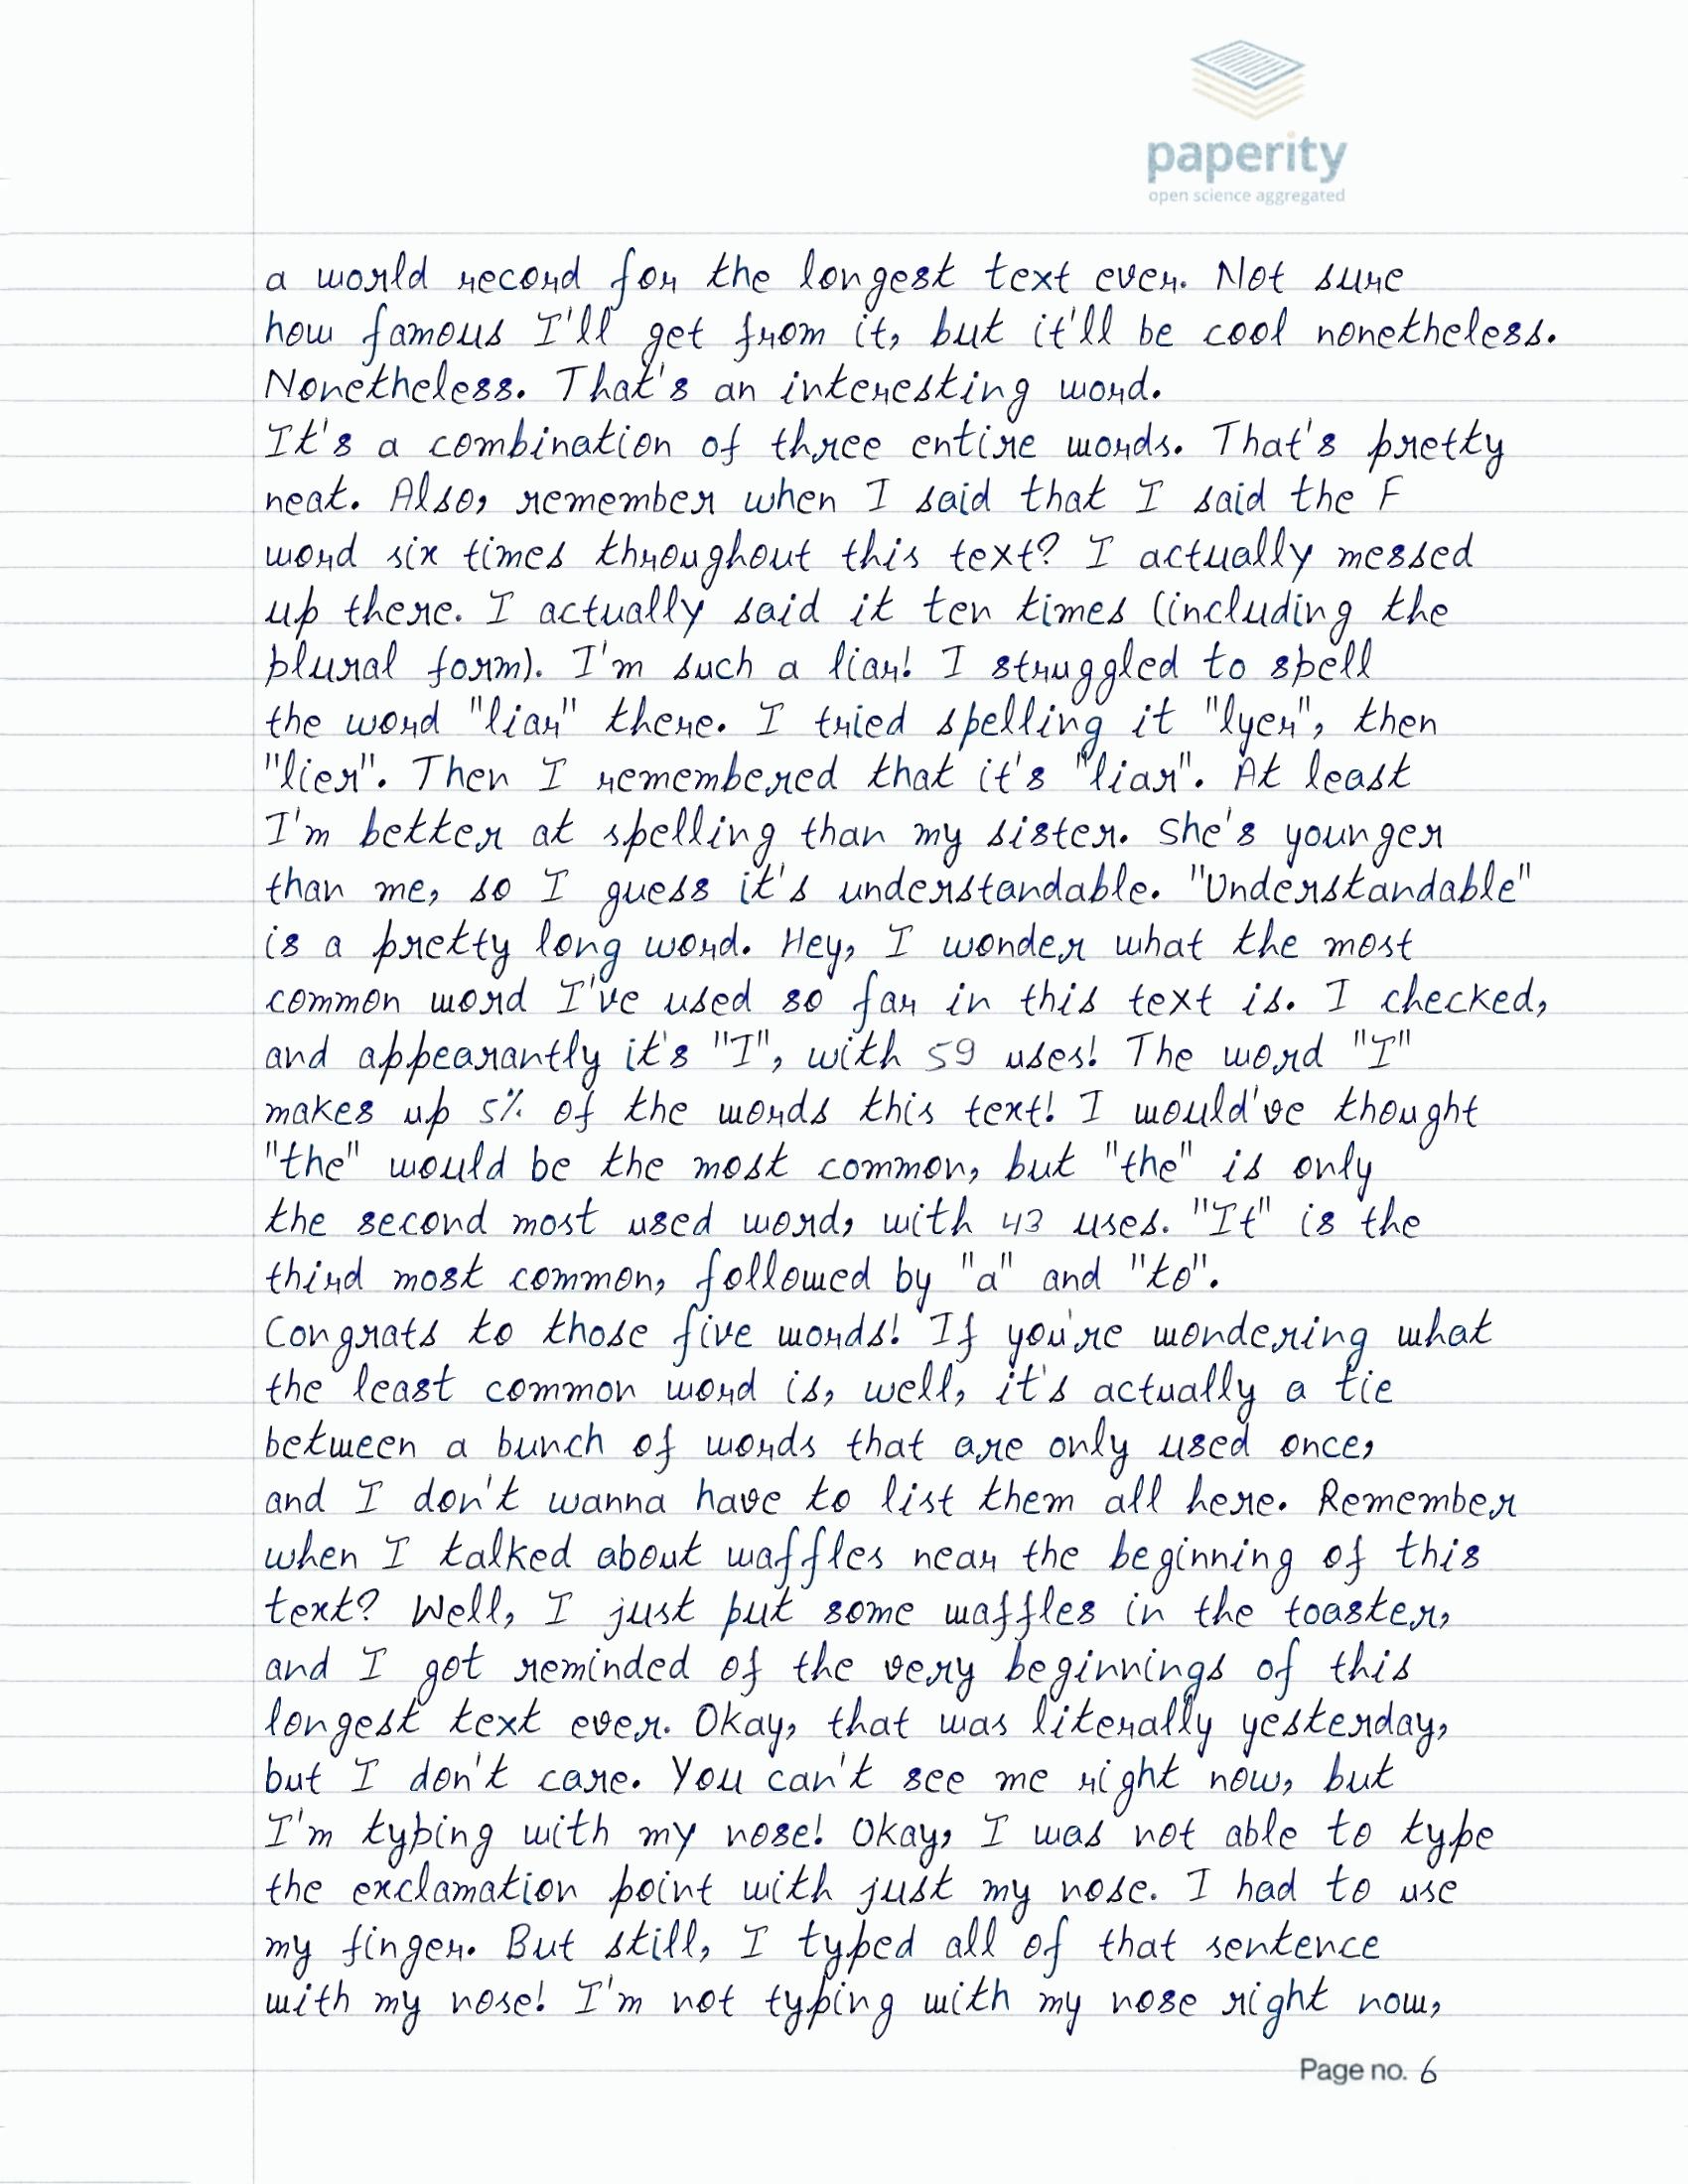 paperity
open science aggregated
a world record for the longest text ever. Not sure
how famous I'll get from it, but it'll be cool nonetheless.
Nonetheless. That's an interesting word.
It's a combination of three entire words. That's pretty
neat. Also, remember when I said that I said the F
word six times throughout this text? I actually messed
up there. I actually said it ten times (including the
plural form). I'm such a liar! I struggled to spell
the word "liar" there. I tried spelling it "lyer", then
"lier". Then I remembered that it's "liar". At least
I'm better at spelling than my sister. She's younger
than me, so I guess it's understandable. "Understandable"
is a pretty long word. Hey, I wonder what the most
common word I've used so far in this text is. I checked,
and appearantly it's "I", with 59 uses! The word "I"
makes up 5% of the words this text! I would've thought
"the" would be the most common, but "the" is only
the second most used word, with 43 uses. "It" is the
third most common, followed by "a" and "to".
Congrats to those five words! If you're wondering what
the least common word is, well, it's actually a tie
between a bunch of words that are only used once,
and I don't wanna have to list them all here. Remember
when I talked about waffles near the beginning of this
text? Well, I just put some waffles in the toaster,
and I got reminded of the very beginnings of this
longest text ever. Okay, that was literally yesterday,
but I don't care. You can't see me right now, but
I'm typing with my nose! Okay, I was not able to type
the exclamation point with just my nose. I had to use
my finger. But still, I typed all of that sentence
with my nose! I'm not typing with my nose right now,
Page no. 6